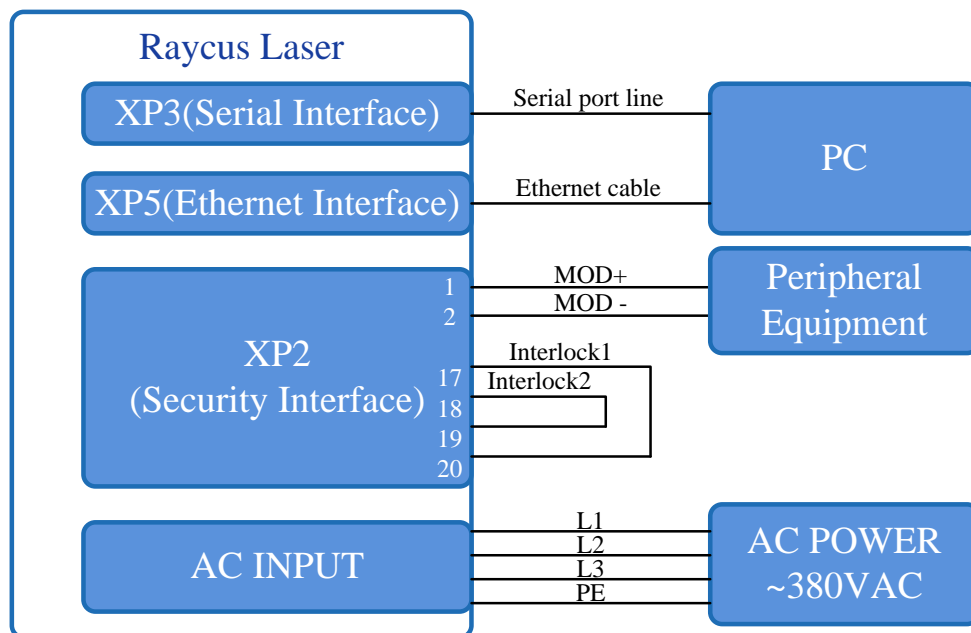 Raycus Laser
XP3(Serial Interface)
Serial port line
PC
XP5(Ethernet Interface)
Ethernet cable
1
MOD+
2
MOD -
Peripheral
Equipment
XP2
(Security Interface)
Interlock1
17
Interlock2
18
19
20
AC INPUT
L1
L2
L3
PE
AC POWER
~380VAC